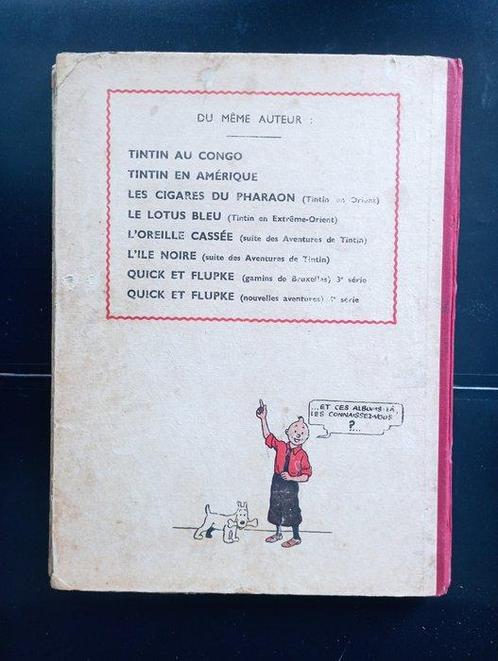 DU MÊME AUTEUR :
TINTIN AU CONGO
TINTIN EN AMÉRIQUE
LES CIGARES DU PHARAON (Tintin en Orient)
LE LOTUS BLEU (Tintin en Extrême-Orient)
L'OREILLE CASSÉE (suite des Aventures de Tintin)
L'ILE NOIRE (suite des Aventures de Tintin)
QUICK ET FLUPKE (gamins de Bruxelles) 3e série
QUICK ET FLUPKE (nouvelles aventures) 4e série
...ET CES ALBUMS-LÀ,
LES CONNAISSEZ-VOUS
?...